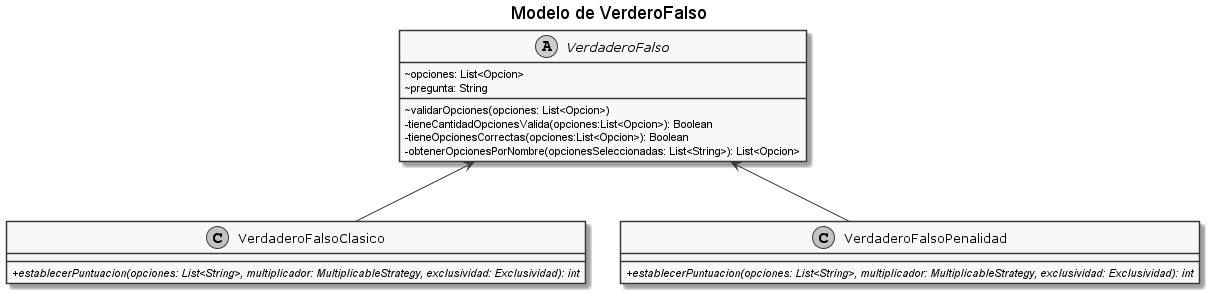 Modelo de VerderoFalso
A VerdaderoFalso
~opciones: List<Opcion>
~pregunta: String
~validarOpciones(opciones: List<Opcion>)
-tieneCantidadOpcionesValida(opciones:List<Opcion>): Boolean
-tieneOpcionesCorrectas(opciones:List<Opcion>): Boolean
-obtenerOpcionesPorNombre(opcionesSeleccionadas: List<String>): List<Opcion>
C VerdaderoFalsoClasico
+establecerPuntuacion(opciones: List<String>, multiplicador: MultiplicableStrategy, exclusividad: Exclusividad): int
C VerdaderoFalsoPenalidad
+establecerPuntuacion(opciones: List<String>, multiplicador: MultiplicableStrategy, exclusividad: Exclusividad): int